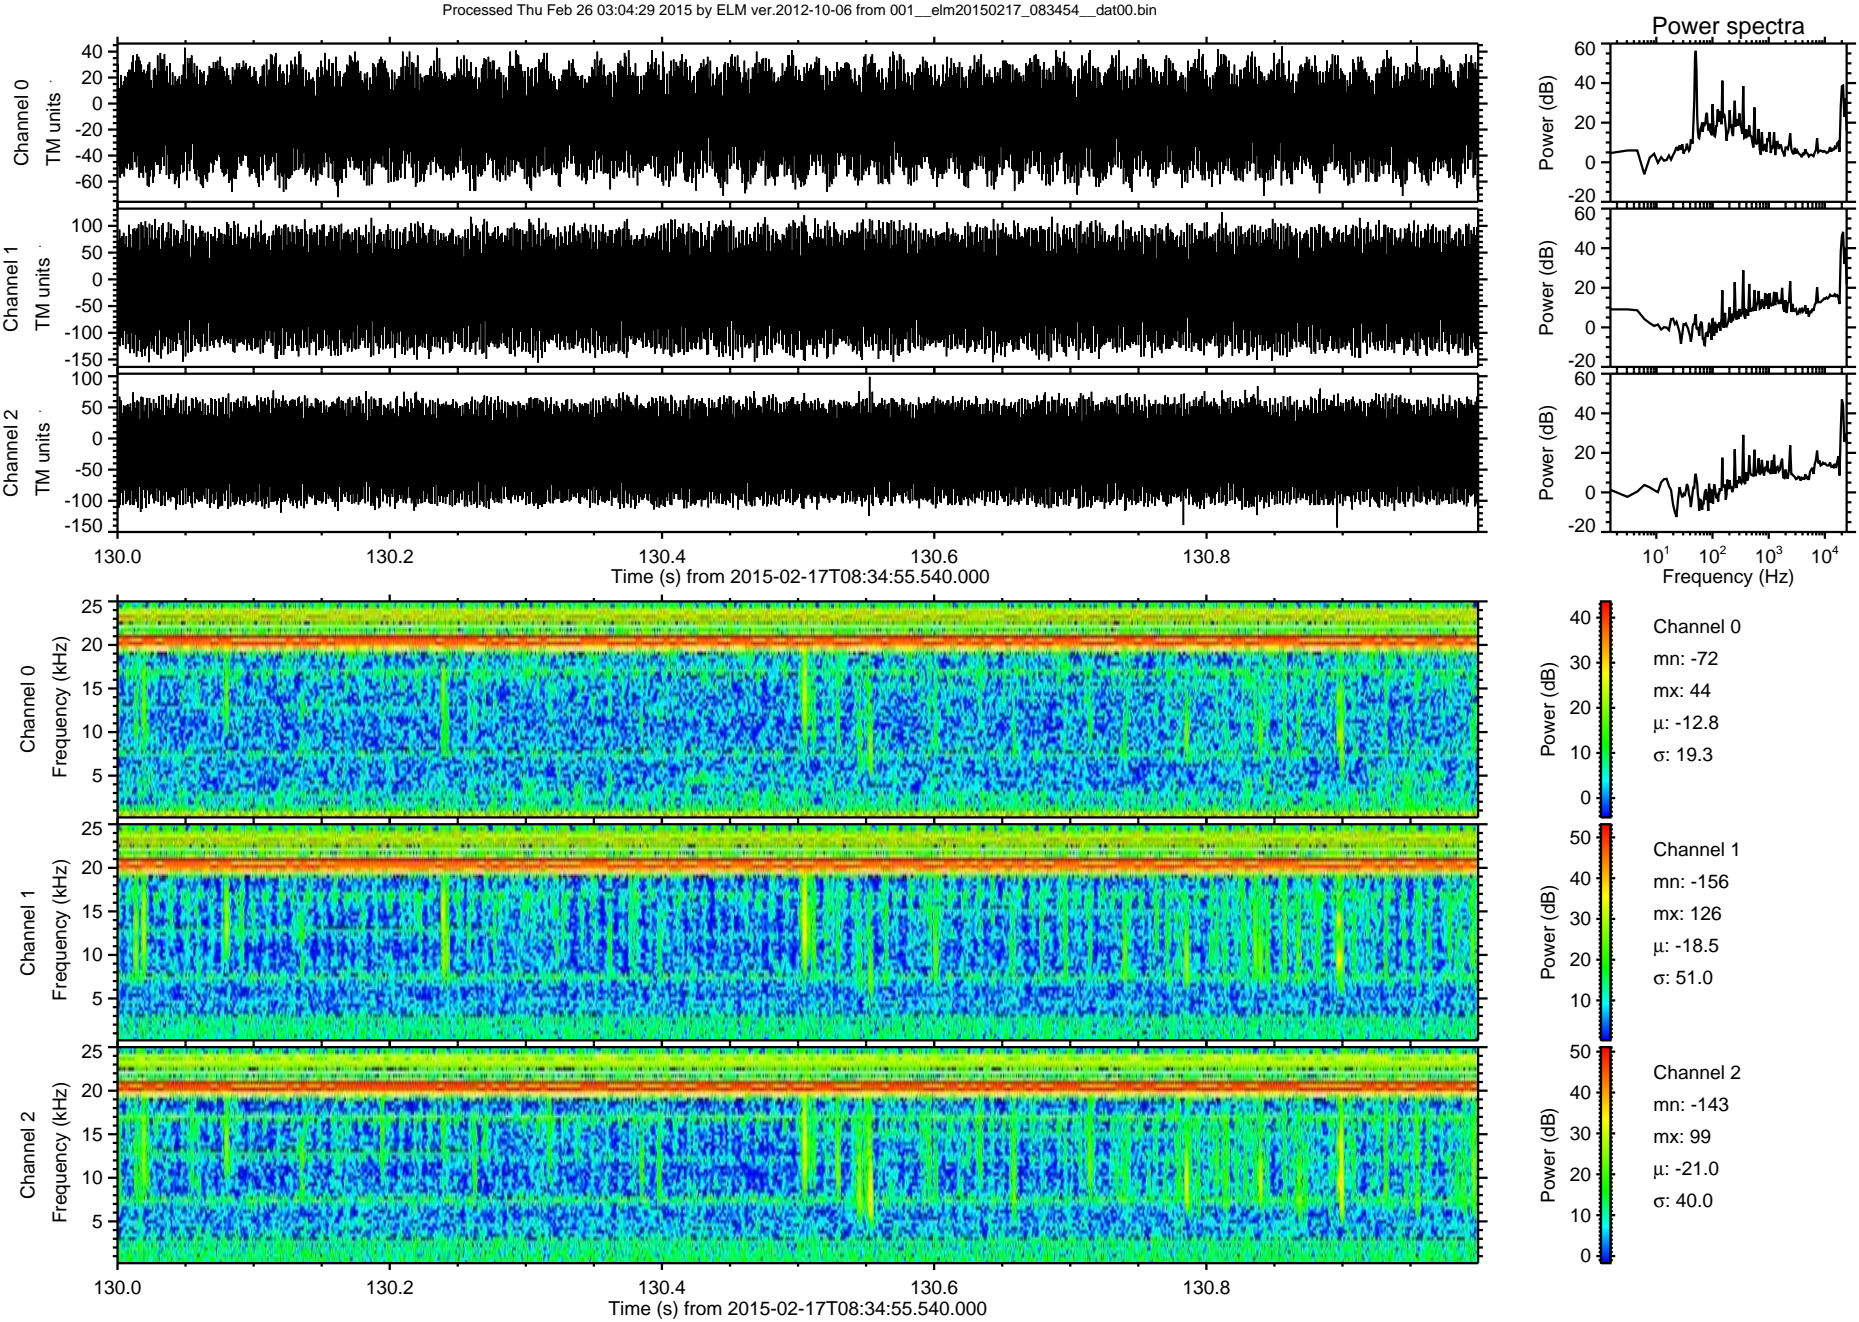 Processed Thu Feb 26 03:04:29 2015 by ELM ver.2012-10-06 from 001__elm20150217_083454__dat00.bin
Power spectra
Channel 0
TM units
40
20
0
-20
-40
-60
Power (dB)
60
40
20
0
-20
Channel 1
TM units
100
50
0
-50
-100
-150
Power (dB)
60
40
20
0
-20
Channel 2
TM units
100
50
0
-50
-100
-150
Power (dB)
60
40
20
0
-20
130.0 130.2 130.4 130.6 130.8
Time (s) from 2015-02-17T08:34:55.540.000
10^1 10^2 10^3 10^4
Frequency (Hz)
Channel 0
Frequency (kHz)
25
20
15
10
5
Power (dB)
40
30
20
10
0
Channel 0
mn: -72
mx: 44
μ: -12.8
σ: 19.3
Channel 1
Frequency (kHz)
25
20
15
10
5
Power (dB)
50
40
30
20
10
Channel 1
mn: -156
mx: 126
μ: -18.5
σ: 51.0
Channel 2
Frequency (kHz)
25
20
15
10
5
Power (dB)
50
40
30
20
10
0
Channel 2
mn: -143
mx: 99
μ: -21.0
σ: 40.0
130.0 130.2 130.4 130.6 130.8
Time (s) from 2015-02-17T08:34:55.540.000